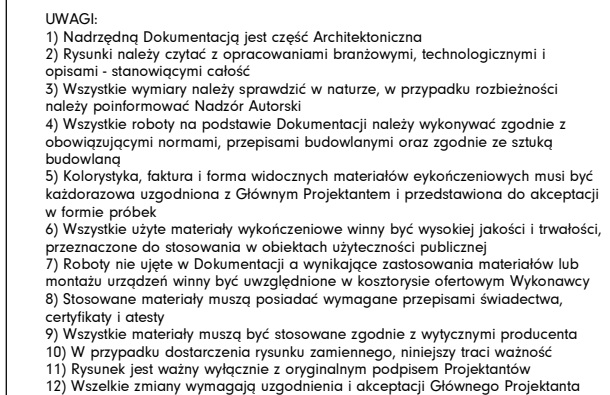 UWAGI:
1) Nadrzędną Dokumentacją jest część Architektoniczna
2) Rysunki należy czytać z opracowaniami branżowymi, technologicznymi i
opisami - stanowiącymi całość
3) Wszystkie wymiary należy sprawdzić w naturze, w przypadku rozbieżności
należy poinformować Nadzór Autorski
4) Wszystkie roboty na podstawie Dokumentacji należy wykonywać zgodnie z
obowiązującymi normami, przepisami budowlanymi oraz zgodnie ze sztuką
budowlaną
5) Kolorystyka, faktura i forma widocznych materiałów eykończeniowych musi być
każdorazowa uzgodniona z Głównym Projektantem i przedstawiona do akceptacji
w formie próbek
6) Wszystkie użyte materiały wykończeniowe winny być wysokiej jakości i trwałości,
przeznaczone do stosowania w obiektach użyteczności publicznej
7) Roboty nie ujęte w Dokumentacji a wynikające zastosowania materiałów lub
montażu urządzeń winny być uwzględnione w kosztorysie ofertowym Wykonawcy
8) Stosowane materiały muszą posiadać wymagane przepisami świadectwa,
certyfikaty i atesty
9) Wszystkie materiały muszą być stosowane zgodnie z wytycznymi producenta
10) W przypadku dostarczenia rysunku zamiennego, niniejszy traci ważność
11) Rysunek jest ważny wyłącznie z oryginalnym podpisem Projektantów
12) Wszelkie zmiany wymagają uzgodnienia i akceptacji Głównego Projektanta